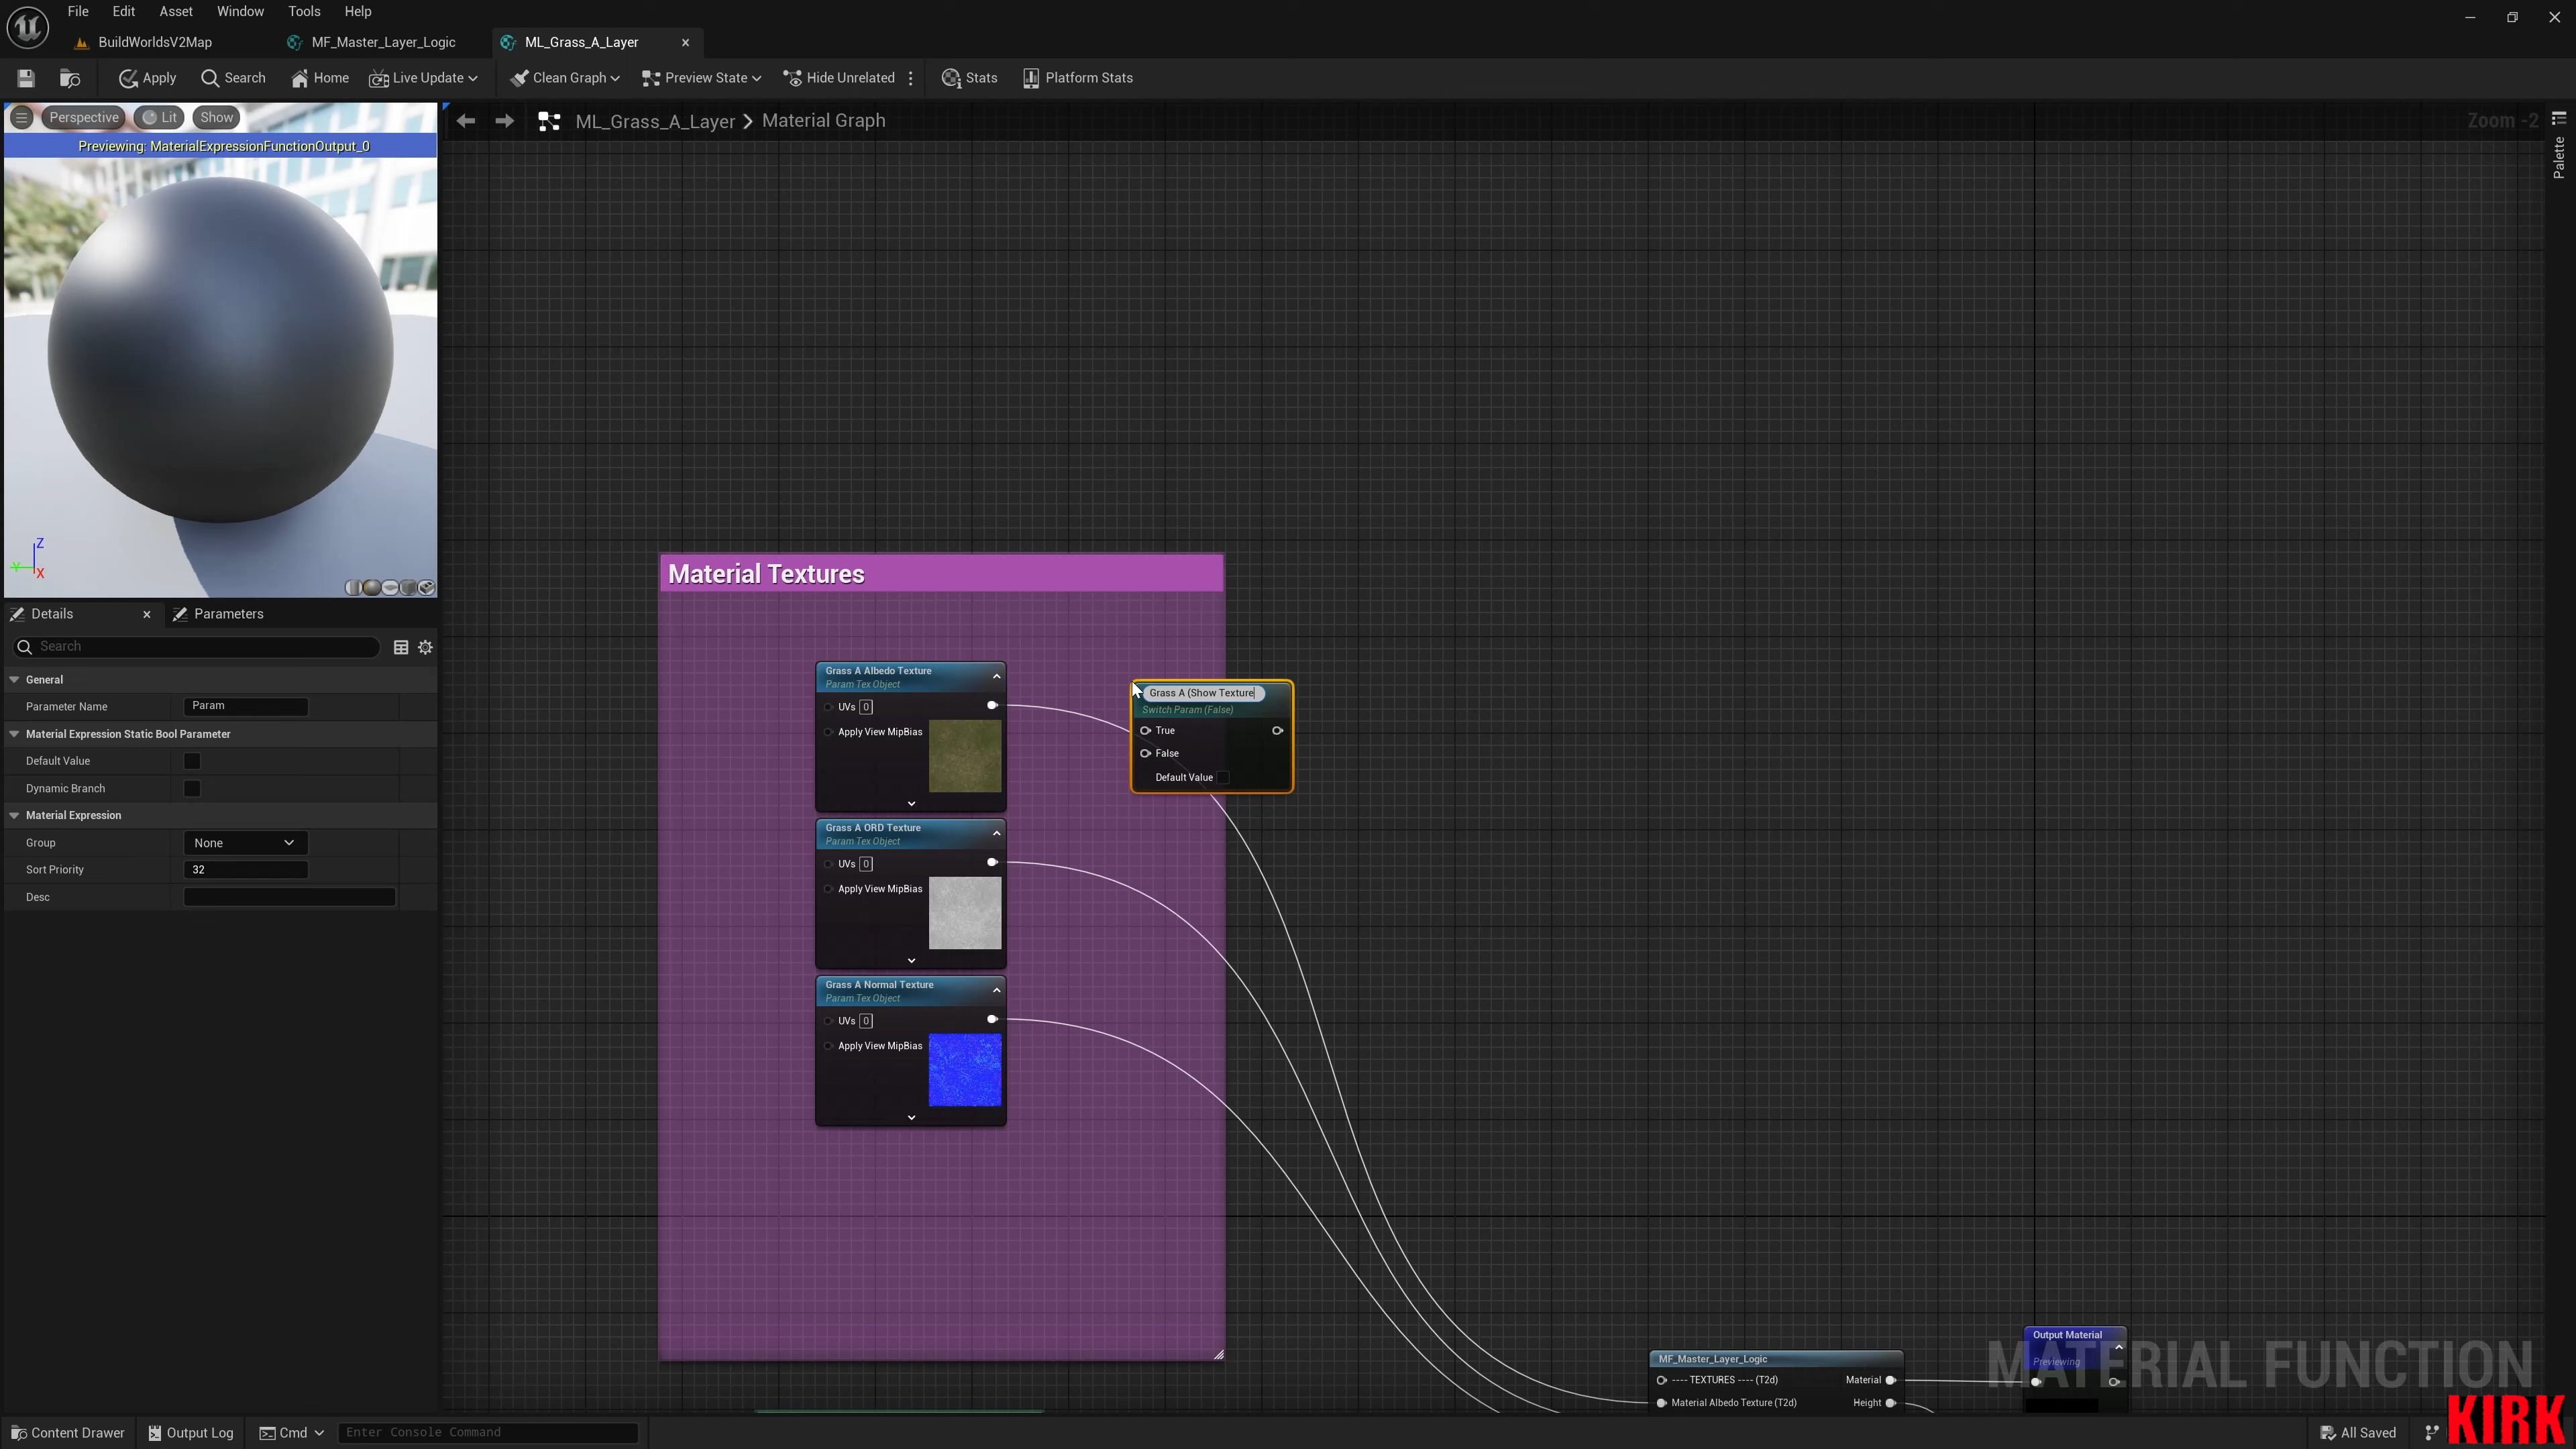 File Edit Asset Window Tools Help
BuildWorldsV2Map MF_Master_Layer_Logic ML_Grass_A_Layer
Apply Search Home Live Update Clean Graph Preview State Hide Unrelated Stats Platform Stats
Perspective Lit Show
Previewing: MaterialExpressionFunctionOutput_0
ML_Grass_A_Layer > Material Graph
Zoom -2
Palette
Z
Y
X
Details Parameters
Search
General
Parameter Name Param
Material Expression Static Bool Parameter
Default Value
Dynamic Branch
Material Expression
Group None
Sort Priority 32
Desc
Material Textures
Grass A Albedo Texture
Param Tex Object
UVs 0
Apply View MipBias
Grass A ORD Texture
Param Tex Object
UVs 0
Apply View MipBias
Grass A Normal Texture
Param Tex Object
UVs 0
Apply View MipBias
Grass A (Show Texture
Switch Param (False)
True
False
Default Value
MF_Master_Layer_Logic
---- TEXTURES ---- (T2d) Material
Material Albedo Texture (T2d) Height
Output Material
Previewing
MATERIAL FUNCTION
KIRK
Content Drawer Output Log Cmd Enter Console Command All Saved